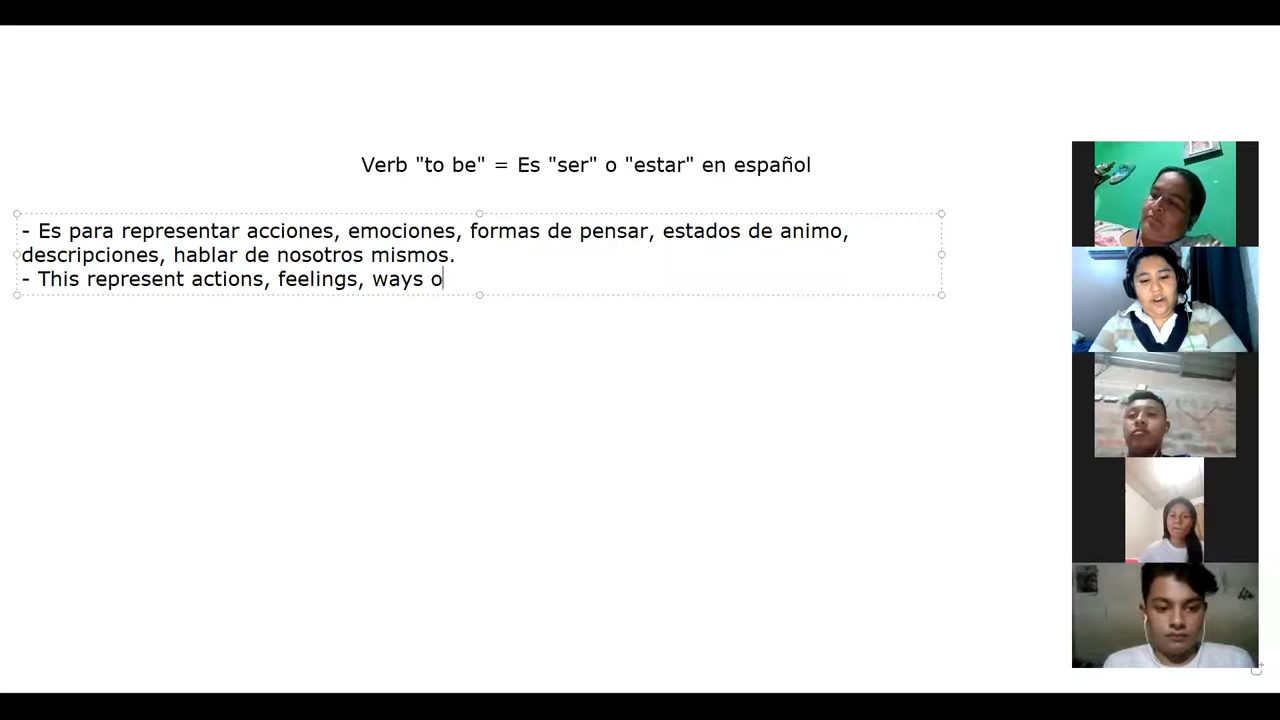 Verb "to be" = Es "ser" o "estar" en español
- Es para representar acciones, emociones, formas de pensar, estados de animo,
descripciones, hablar de nosotros mismos.
- This represent actions, feelings, ways o